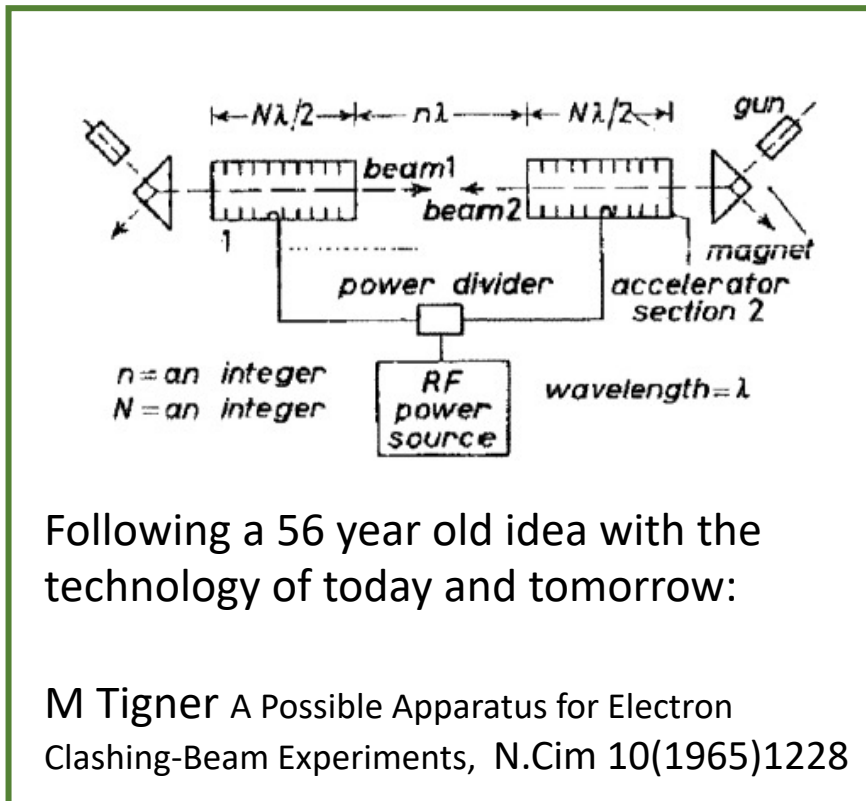 Nλ/2 nλ Nλ/2 gun
beam1
beam2
1 magnet
power divider accelerator
section 2
n = an integer RF wavelength = λ
N = an integer power
source
Following a 56 year old idea with the
technology of today and tomorrow:
M Tigner A Possible Apparatus for Electron
Clashing-Beam Experiments, N.Cim 10(1965)1228